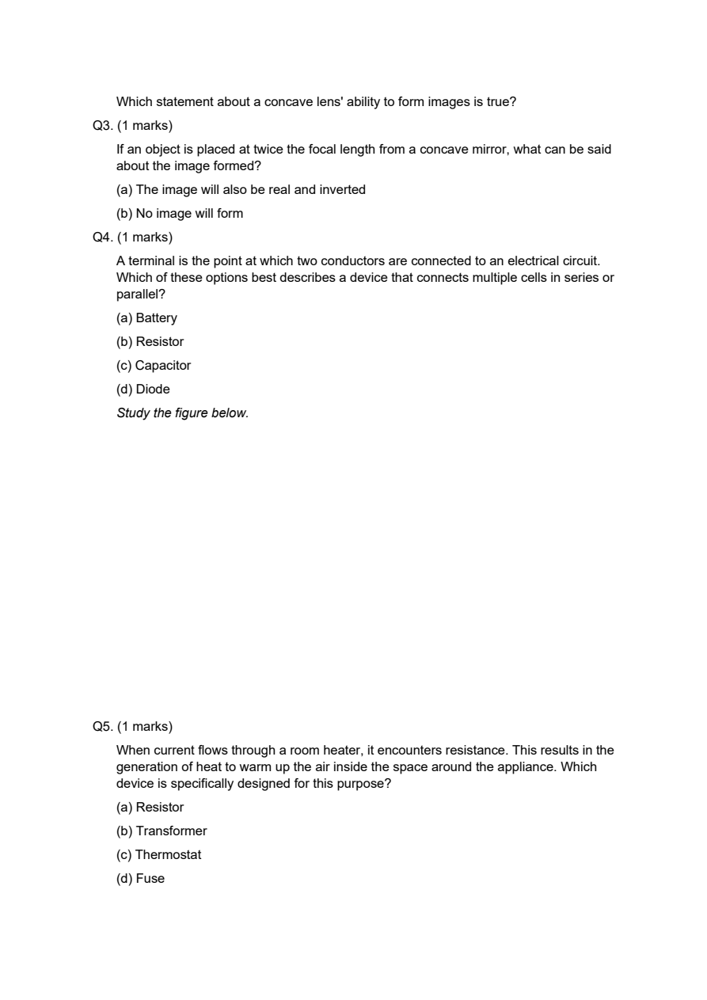 Which statement about a concave lens' ability to form images is true?
Q3. (1 marks)
If an object is placed at twice the focal length from a concave mirror, what can be said
about the image formed?
(a) The image will also be real and inverted
(b) No image will form
Q4. (1 marks)
A terminal is the point at which two conductors are connected to an electrical circuit.
Which of these options best describes a device that connects multiple cells in series or
parallel?
(a) Battery
(b) Resistor
(c) Capacitor
(d) Diode
Study the figure below.
Q5. (1 marks)
When current flows through a room heater, it encounters resistance. This results in the
generation of heat to warm up the air inside the space around the appliance. Which
device is specifically designed for this purpose?
(a) Resistor
(b) Transformer
(c) Thermostat
(d) Fuse